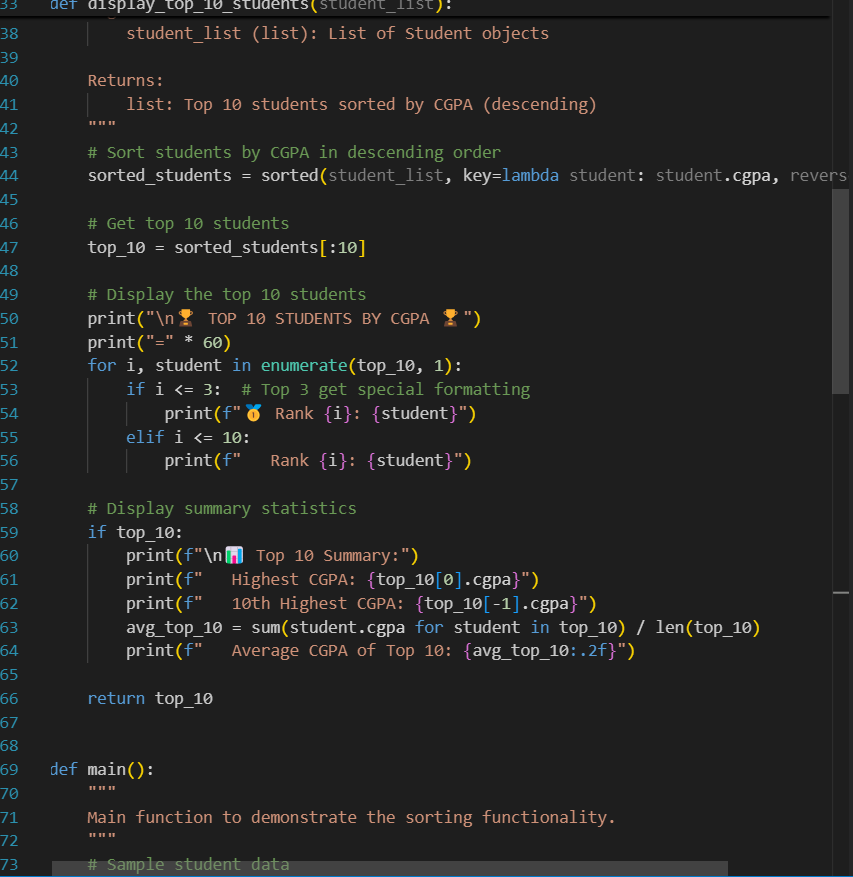 33 def display_top_10_students(student_list):
38         student_list (list): List of Student objects
39
40     Returns:
41         list: Top 10 students sorted by CGPA (descending)
42     """
43     # Sort students by CGPA in descending order
44     sorted_students = sorted(student_list, key=lambda student: student.cgpa, revers
45
46     # Get top 10 students
47     top_10 = sorted_students[:10]
48
49     # Display the top 10 students
50     print("\n🏆 TOP 10 STUDENTS BY CGPA 🏆")
51     print("=" * 60)
52     for i, student in enumerate(top_10, 1):
53         if i <= 3:  # Top 3 get special formatting
54             print(f"🥇 Rank {i}: {student}")
55         elif i <= 10:
56             print(f"   Rank {i}: {student}")
57
58     # Display summary statistics
59     if top_10:
60         print(f"\n📊 Top 10 Summary:")
61         print(f"   Highest CGPA: {top_10[0].cgpa}")
62         print(f"   10th Highest CGPA: {top_10[-1].cgpa}")
63         avg_top_10 = sum(student.cgpa for student in top_10) / len(top_10)
64         print(f"   Average CGPA of Top 10: {avg_top_10:.2f}")
65
66     return top_10
67
68
69 def main():
70     """
71     Main function to demonstrate the sorting functionality.
72     """
73     # Sample student data